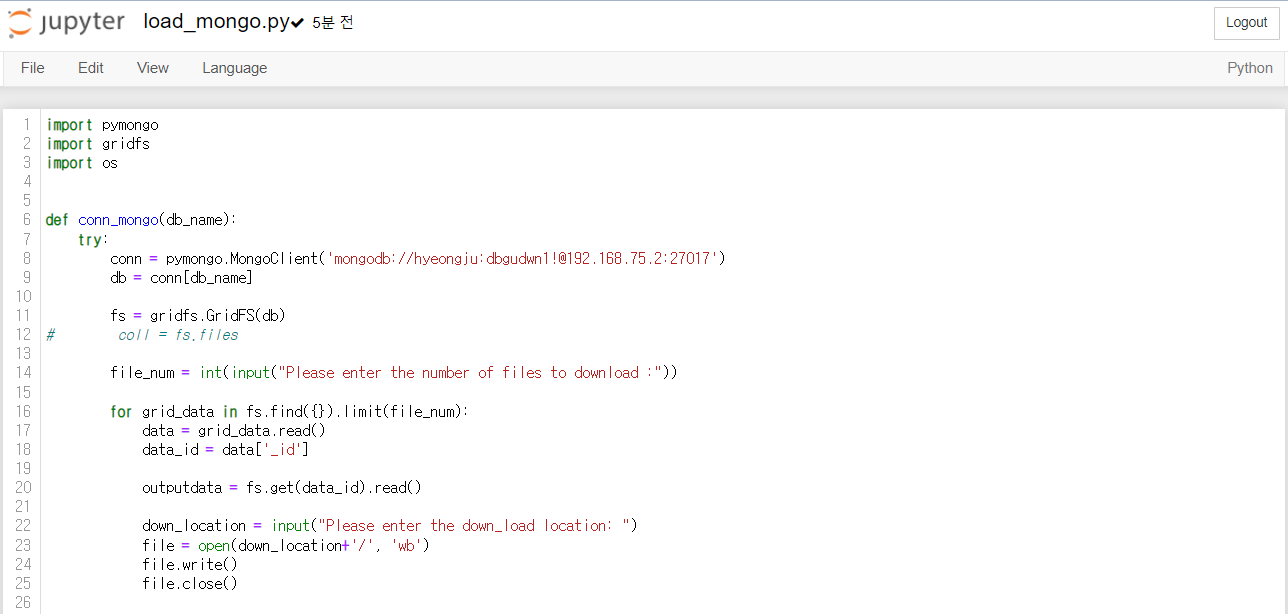 jupyter load_mongo.py✔ 5분 전 Logout
File Edit View Language Python
1 import pymongo
2 import gridfs
3 import os
4
5
6 def conn_mongo(db_name):
7     try:
8         conn = pymongo.MongoClient('mongodb://hyeongju:dbgudwn1!@192.168.75.2:27017')
9         db = conn[db_name]
10
11         fs = gridfs.GridFS(db)
12 #        coll = fs.files
13
14         file_num = int(input("Please enter the number of files to download :"))
15
16         for grid_data in fs.find({}).limit(file_num):
17             data = grid_data.read()
18             data_id = data['_id']
19
20             outputdata = fs.get(data_id).read()
21
22             down_location = input("Please enter the down_load location: ")
23             file = open(down_location+'/', 'wb')
24             file.write()
25             file.close()
26